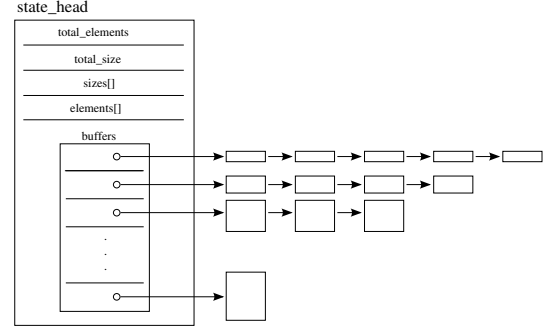 state_head
total_elements
total_size
sizes[]
elements[]
buffers
.
.
.